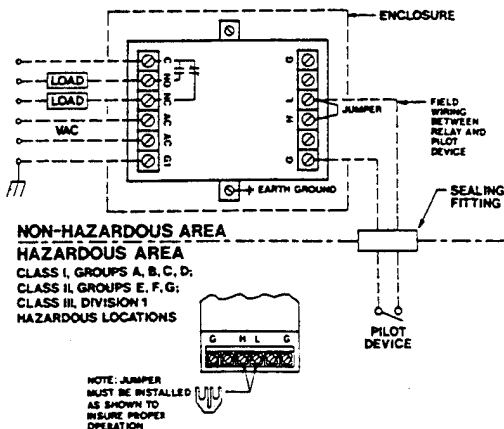 ENCLOSURE
C
NO
NC
AC
AC
G1
LOAD
LOAD
VAC
G
L
H
G
JUMPER
FIELD
WIRING
BETWEEN
RELAY AND
PILOT
DEVICE
EARTH GROUND
SEALING
FITTING
NON-HAZARDOUS AREA
HAZARDOUS AREA
CLASS I, GROUPS A, B, C, D;
CLASS II, GROUPS E, F, G;
CLASS III, DIVISION 1
HAZARDOUS LOCATIONS
PILOT
DEVICE
G H L G
NOTE: JUMPER
MUST BE INSTALLED
AS SHOWN TO
INSURE PROPER
OPERATION